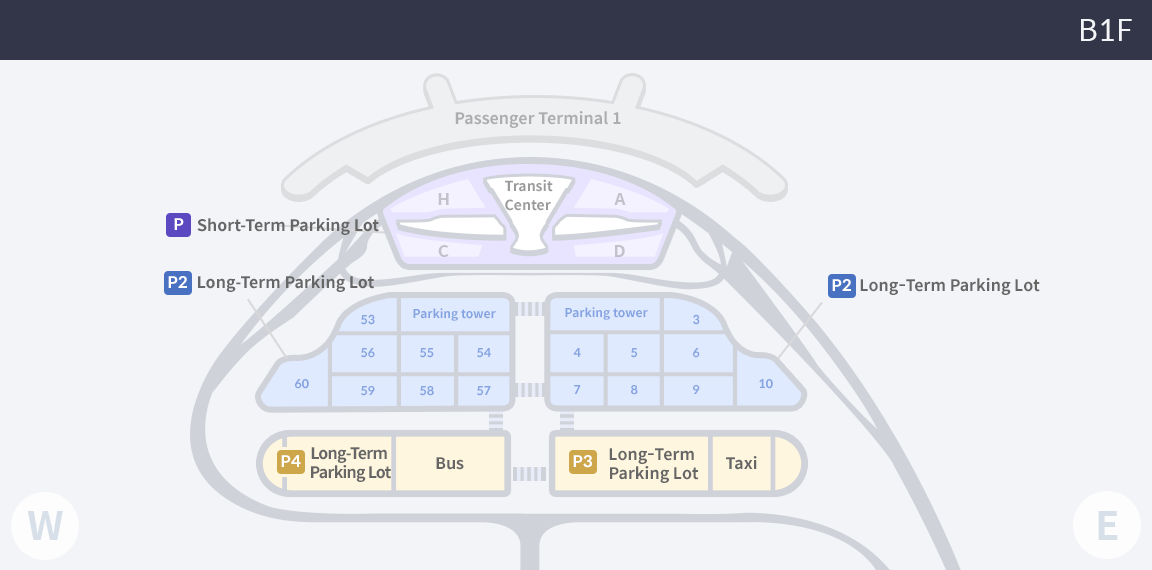 B1F
Passenger Terminal 1
Transit
Center
H
A
C
D
P Short-Term Parking Lot
P2 Long-Term Parking Lot
P2 Long-Term Parking Lot
53
Parking tower
Parking tower
3
56
55
54
4
5
6
60
59
58
57
7
8
9
10
P4 Long-Term
Parking Lot
Bus
P3 Long-Term
Parking Lot
Taxi
W
E